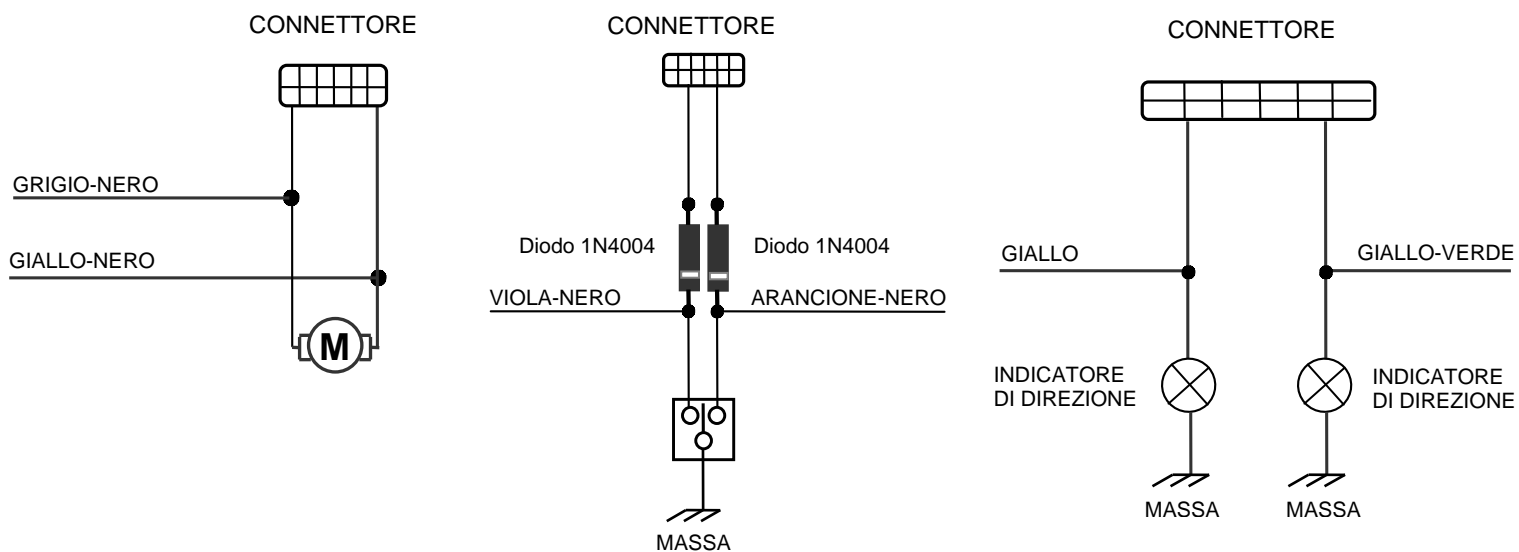 CONNETTORE
GRIGIO-NERO
GIALLO-NERO
M
CONNETTORE
Diodo 1N4004
Diodo 1N4004
VIOLA-NERO
ARANCIONE-NERO
MASSA
CONNETTORE
GIALLO
GIALLO-VERDE
INDICATORE
DI DIREZIONE
INDICATORE
DI DIREZIONE
MASSA
MASSA